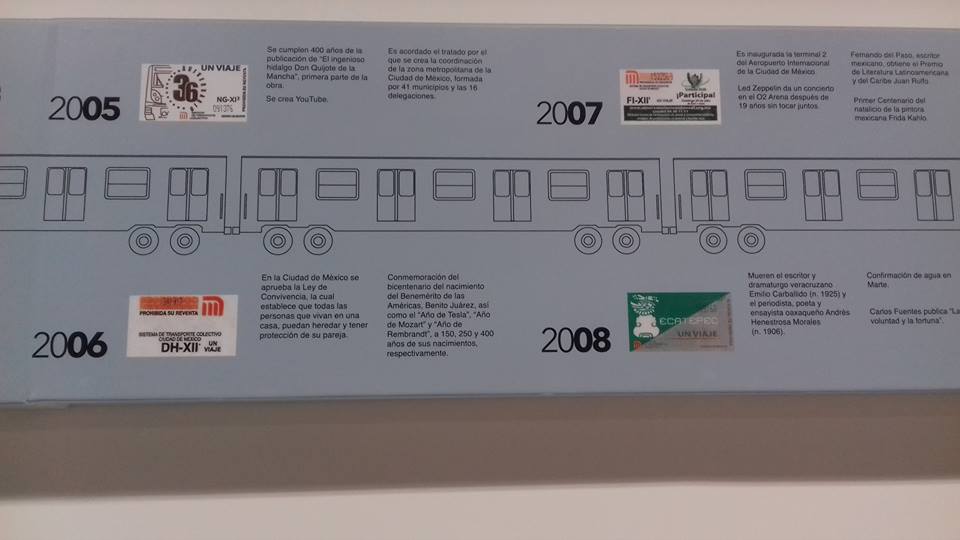 2005
UN VIAJE
36
NG-XI³
091375
PROHIBIDA SU REVENTA
Se cumplen 400 años de la
publicación de "El ingenioso
hidalgo Don Quijote de la
Mancha", primera parte de la
obra.
Se crea YouTube.
Es acordado el tratado por el
que se crea la coordinación
de la zona metropolitana de la
Ciudad de México, formado
por 41 municipios y las 16
delegaciones.
2007
FI-XII¹
UN VIAJE
¡Participa!
Es inaugurada la terminal 2
del Aeropuerto Internacional
de la Ciudad de México.
Led Zeppelin da un concierto
en el O2 Arena después de
19 años sin tocar juntos.
Fernando del Paso, escritor
mexicano, obtiene el Premio
de Literatura Latinoamericana
y del Caribe Juan Rulfo.
Primer Centenario del
natalicio de la pintora
mexicana Frida Kahlo.
2006
PROHIBIDA SU REVENTA
SISTEMA DE TRANSPORTE COLECTIVO
CIUDAD DE MEXICO
DH-XII¹ UN
VIAJE
En la Ciudad de México se
aprueba la Ley de
Convivencia, la cual
establece que todas las
personas que vivan en una
casa, puedan heredar y tener
protección de su pareja.
Conmemoración del
bicentenario del nacimiento
del Benemérito de las
Américas, Benito Juárez, así
como el "Año de Tesla", "Año
de Mozart" y "Año de
Rembrandt", a 150, 250 y 400
años de sus nacimientos,
respectivamente.
2008
ECATEPEC
UN VIAJE
Mueren el escritor y
dramaturgo veracruzano
Emilio Carballido (n. 1925) y
el periodista, poeta y
ensayista oaxaqueño Andrés
Henestrosa Morales
(n. 1906).
Confirmación de agua en
Marte.
Carlos Fuentes publica "La
voluntad y la fortuna".